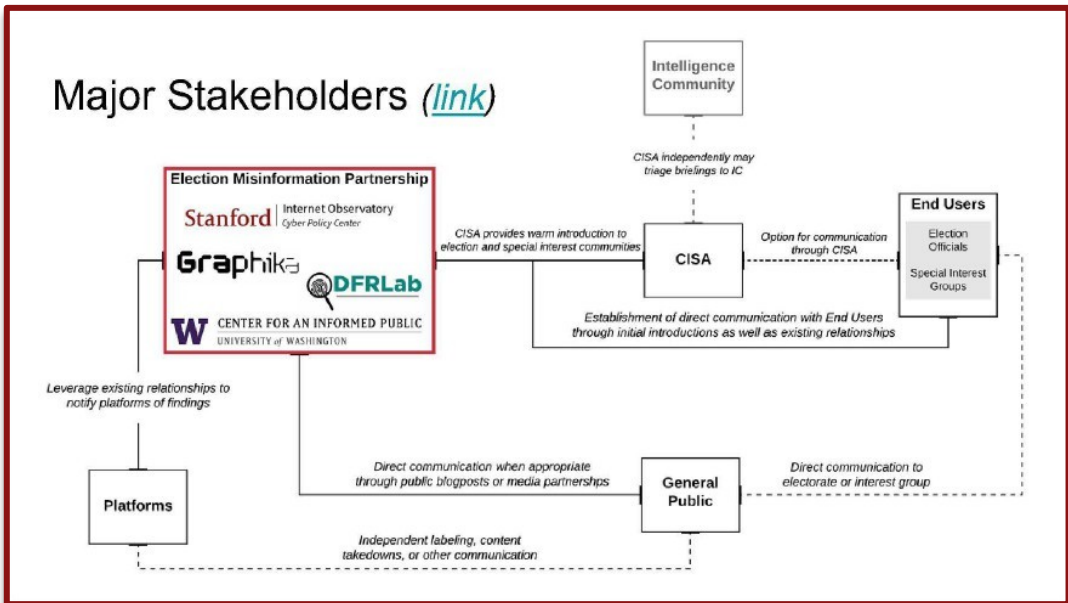 Major Stakeholders (link)
Intelligence
Community
CISA independently may
triage briefings to IC
Election Misinformation Partnership
Stanford Internet Observatory
Cyber Policy Center
Graphika
DFRLab
W CENTER FOR AN INFORMED PUBLIC
UNIVERSITY of WASHINGTON
CISA provides warm introduction to
election and special interest communities
CISA
Option for communication
through CISA
End Users
Election
Officials
Special Interest
Groups
Establishment of direct communication with End Users
through initial introductions as well as existing relationships
Leverage existing relationships to
notify platforms of findings
Platforms
Direct communication when appropriate
through public blogposts or media partnershps
General
Public
Direct communication to
electorate or interest group
Independent labeling, content
takedowns, or other communication